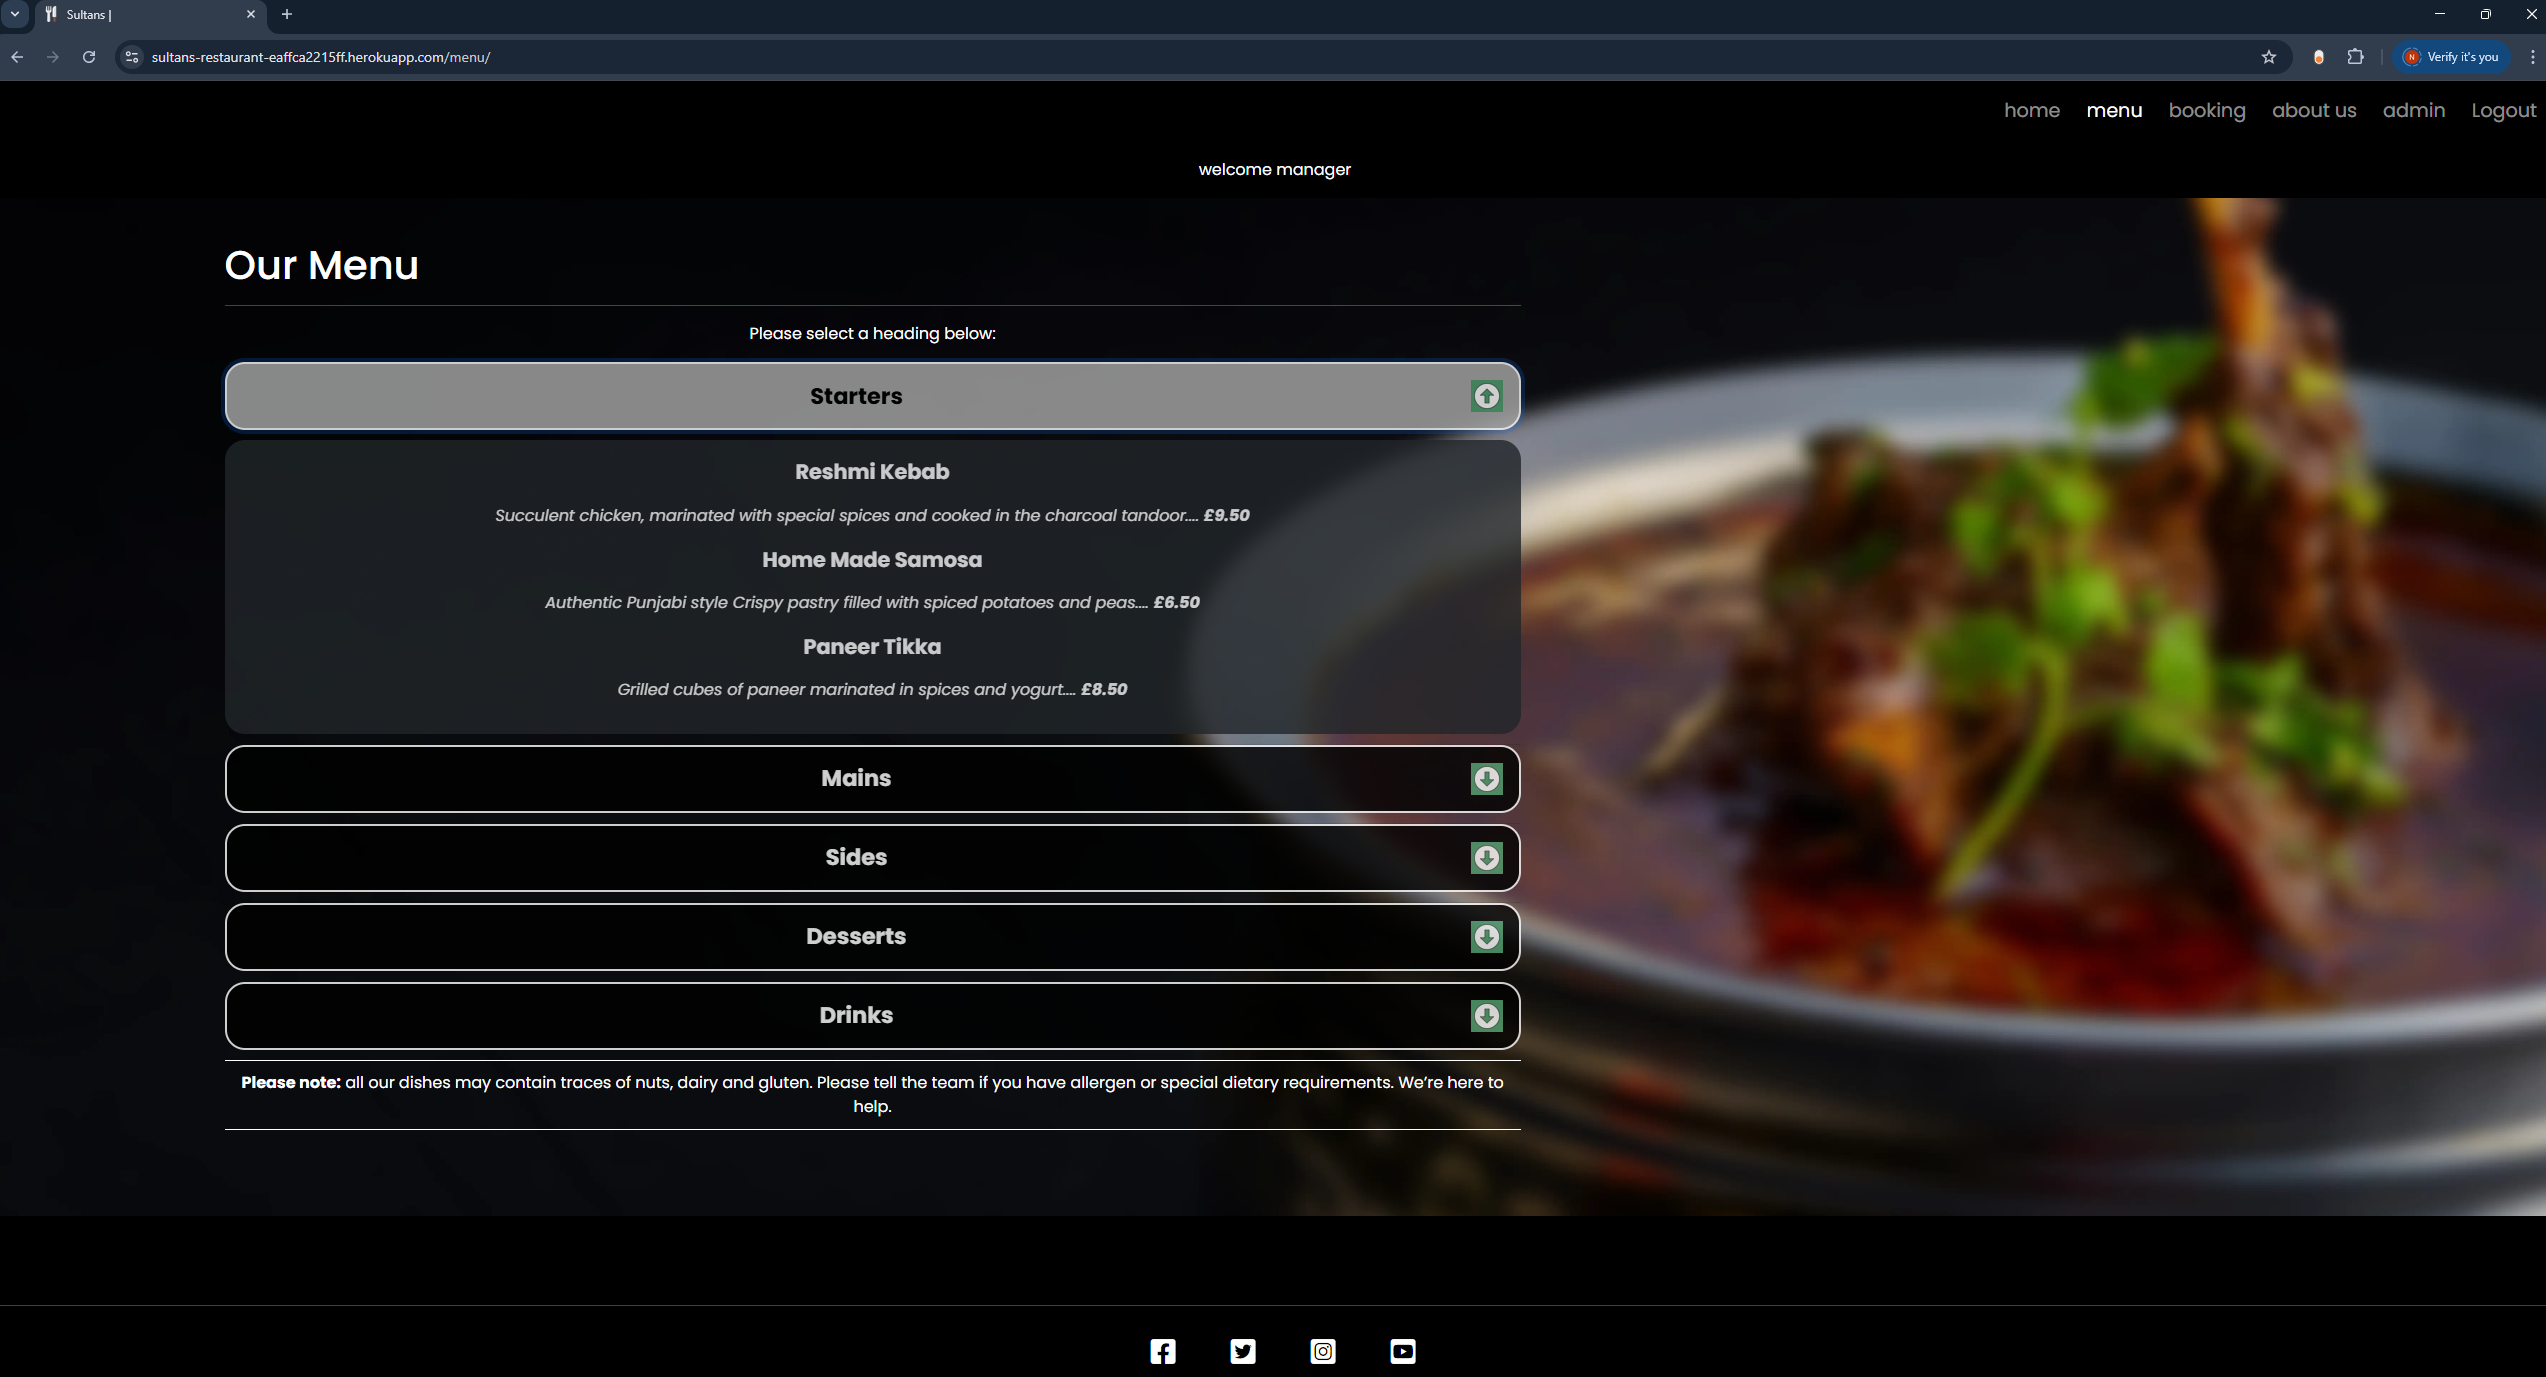 Sultans |
sultans-restaurant-eaffca2215ff.herokuapp.com/menu/
Verify it's you
home menu booking about us admin Logout
welcome manager
Our Menu
Please select a heading below:
Starters
Reshmi Kebab
Succulent chicken, marinated with special spices and cooked in the charcoal tandoor.... £9.50
Home Made Samosa
Authentic Punjabi style Crispy pastry filled with spiced potatoes and peas.... £6.50
Paneer Tikka
Grilled cubes of paneer marinated in spices and yogurt.... £8.50
Mains
Sides
Desserts
Drinks
Please note: all our dishes may contain traces of nuts, dairy and gluten. Please tell the team if you have allergen or special dietary requirements. We’re here to
help.